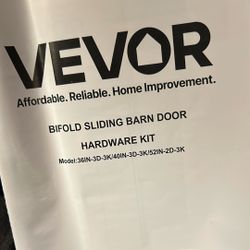 VEVOR
Affordable. Reliable. Home Improvement.
BIFOLD SLIDING BARN DOOR
HARDWARE KIT
Model:36IN-3D-3K/40IN-3D-3K/52IN-2D-3K